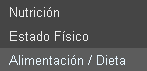 Nutrición
Estado Físico
Alimentación / Dieta